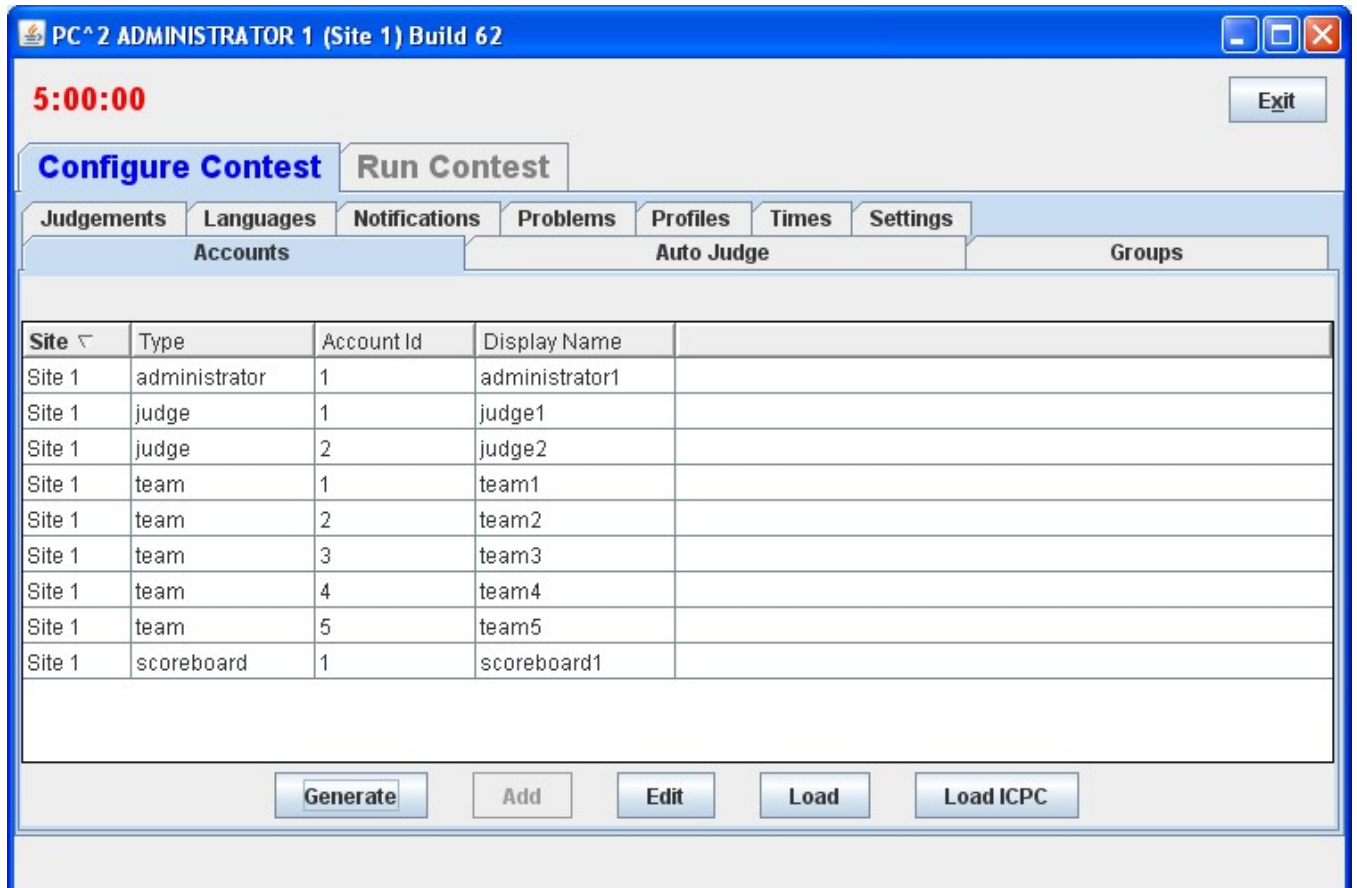 PC^2 ADMINISTRATOR 1 (Site 1) Build 62
5:00:00 Exit
Configure Contest Run Contest
Judgements Languages Notifications Problems Profiles Times Settings
Accounts Auto Judge Groups
Site Type Account Id Display Name
Site 1 administrator 1 administrator1
Site 1 judge 1 judge1
Site 1 judge 2 judge2
Site 1 team 1 team1
Site 1 team 2 team2
Site 1 team 3 team3
Site 1 team 4 team4
Site 1 team 5 team5
Site 1 scoreboard 1 scoreboard1
Generate Add Edit Load Load ICPC